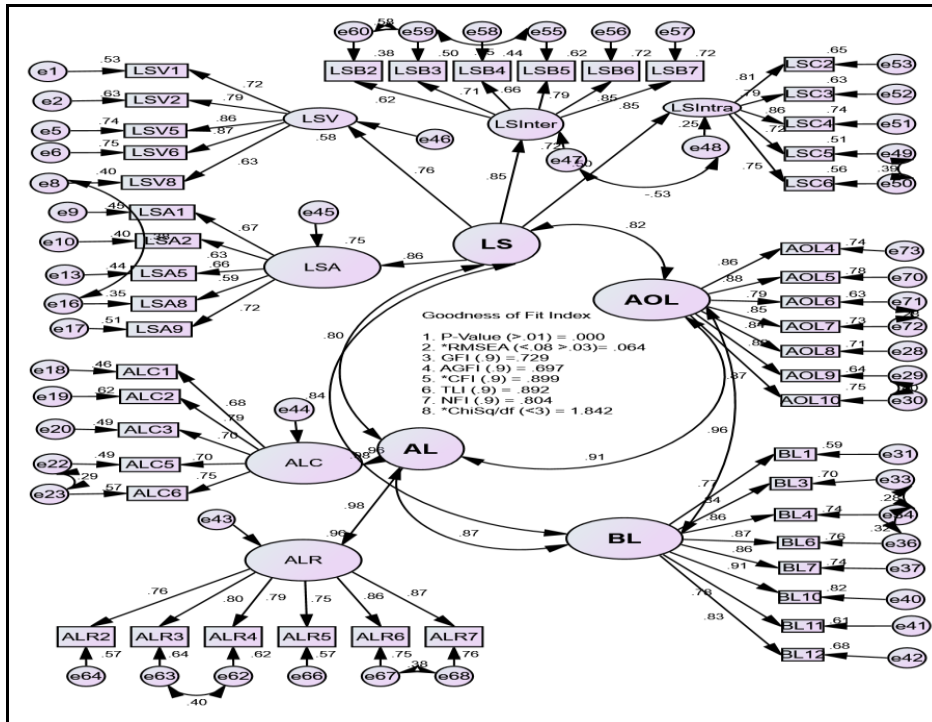 e60 .58 e59 e58 e55 e56 e57
.38 .50 .44 .62 .72 .72
LSB2 LSB3 LSB4 LSB5 LSB6 LSB7
.62 .71 .66 .79 .85 .85
LSInter
.72
e47
e1 .53 LSV1 .72
e2 .63 LSV2 .79
e5 .74 LSV5 .86
e6 .75 LSV6 .87
e8 .40 LSV8 .63
LSV
.58
e46
.76
.85
.65
.81 LSC2 e53
.79 LSC3 .63 e52
.86 LSC4 .74 e51
.72 LSC5 .51 e49
.75 LSC6 .56 e50
.39
LSIntra
.25
e48
-.53
e9 .45 LSA1 .67
e10 .40 LSA2 .63
e13 .44 LSA5 .66
e16 .35 LSA8 .59
e17 .51 LSA9 .72
e45
LSA .75
.86
LS
.82
AOL
.86 AOL4 .74 e73
.88 AOL5 .78 e70
.79 AOL6 .63 e71
.85 AOL7 .73 e72
.84 AOL8 .71 e28
AOL9 .64 e29
.87 AOL10 .75 e30
Goodness of Fit Index
1. P-Value (>.01) = .000
2. *RMSEA (<.08 >.03)= .064
3. GFI (.9) =.729
4. AGFI (.9) =.697
5. *CFI (.9) =.899
6. TLI (.9) =.892
7. NFI (.9) =.804
8. *ChiSq/df (<3) = 1.842
.80
e18 .46 ALC1 .68
e19 .62 ALC2 .79
e20 .49 ALC3 .70
e22 .49 ALC5 .70
.29
e23 .57 ALC6 .75
e44 .84
ALC
.98
AL
.91
.96
.98
.87
e43
.96
ALR
.76 .80 .79 .75 .86 .87
ALR2 ALR3 ALR4 ALR5 ALR6 ALR7
.57 .64 .62 .57 .75 .76
e64 e63 e62 e66 e67 .38 e68
.40
BL
.77 BL1 .59 e31
BL3 .70 e33
.28
.86 BL4 .74
.32
.87 BL6 .76 e36
.86 BL7 .74 e37
.91 BL10 .82 e40
.78 BL11 .61 e41
.83 BL12 .68 e42